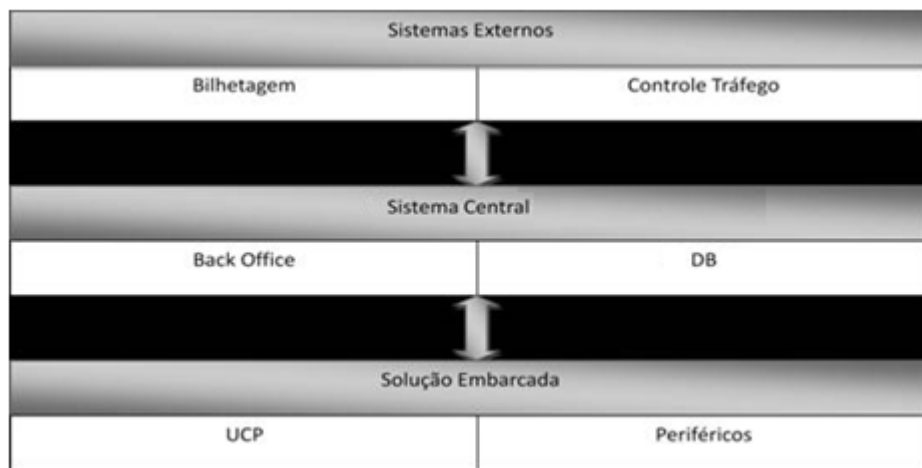 Sistemas Externos
Bilhetagem
Controle Tráfego
Sistema Central
Back Office
DB
Solução Embarcada
UCP
Periféricos